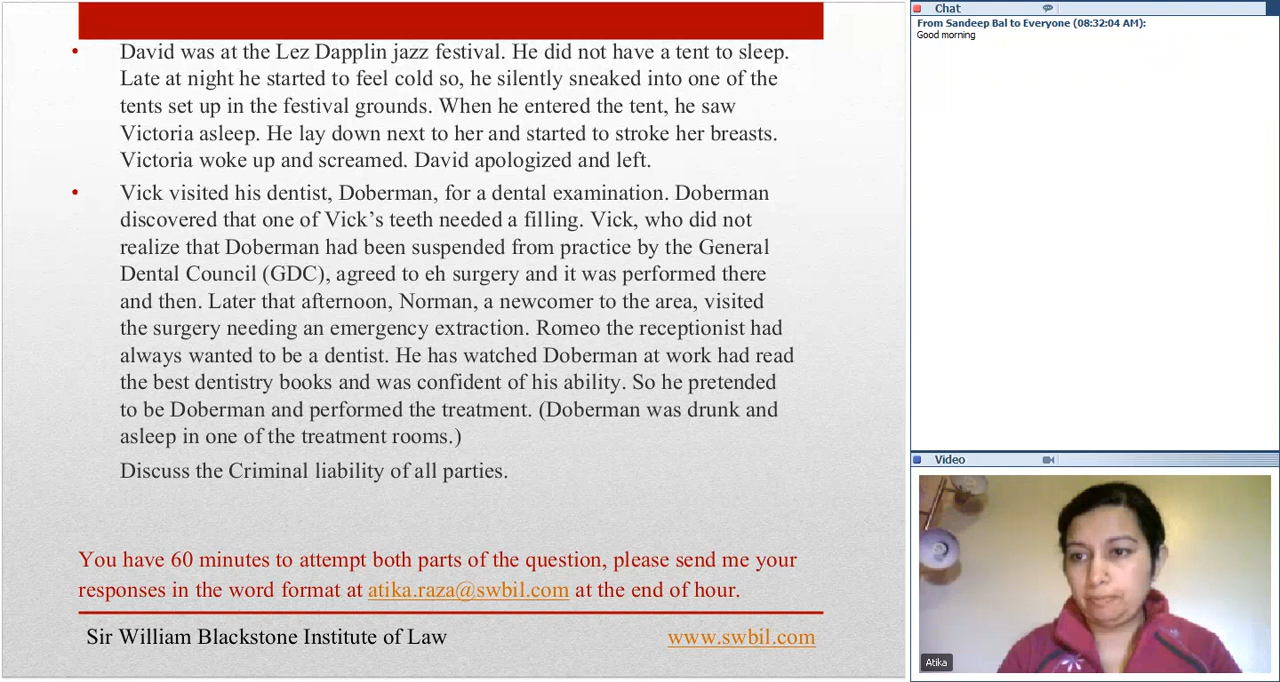 • David was at the Lez Dapplin jazz festival. He did not have a tent to sleep.
Late at night he started to feel cold so, he silently sneaked into one of the
tents set up in the festival grounds. When he entered the tent, he saw
Victoria asleep. He lay down next to her and started to stroke her breasts.
Victoria woke up and screamed. David apologized and left.
• Vick visited his dentist, Doberman, for a dental examination. Doberman
discovered that one of Vick’s teeth needed a filling. Vick, who did not
realize that Doberman had been suspended from practice by the General
Dental Council (GDC), agreed to eh surgery and it was performed there
and then. Later that afternoon, Norman, a newcomer to the area, visited
the surgery needing an emergency extraction. Romeo the receptionist had
always wanted to be a dentist. He has watched Doberman at work had read
the best dentistry books and was confident of his ability. So he pretended
to be Doberman and performed the treatment. (Doberman was drunk and
asleep in one of the treatment rooms.)
Discuss the Criminal liability of all parties.
You have 60 minutes to attempt both parts of the question, please send me your
responses in the word format at atika.raza@swbil.com at the end of hour.
Sir William Blackstone Institute of Law
www.swbil.com
Chat
From Sandeep Bal to Everyone (08:32:04 AM):
Good morning
Video
Atika